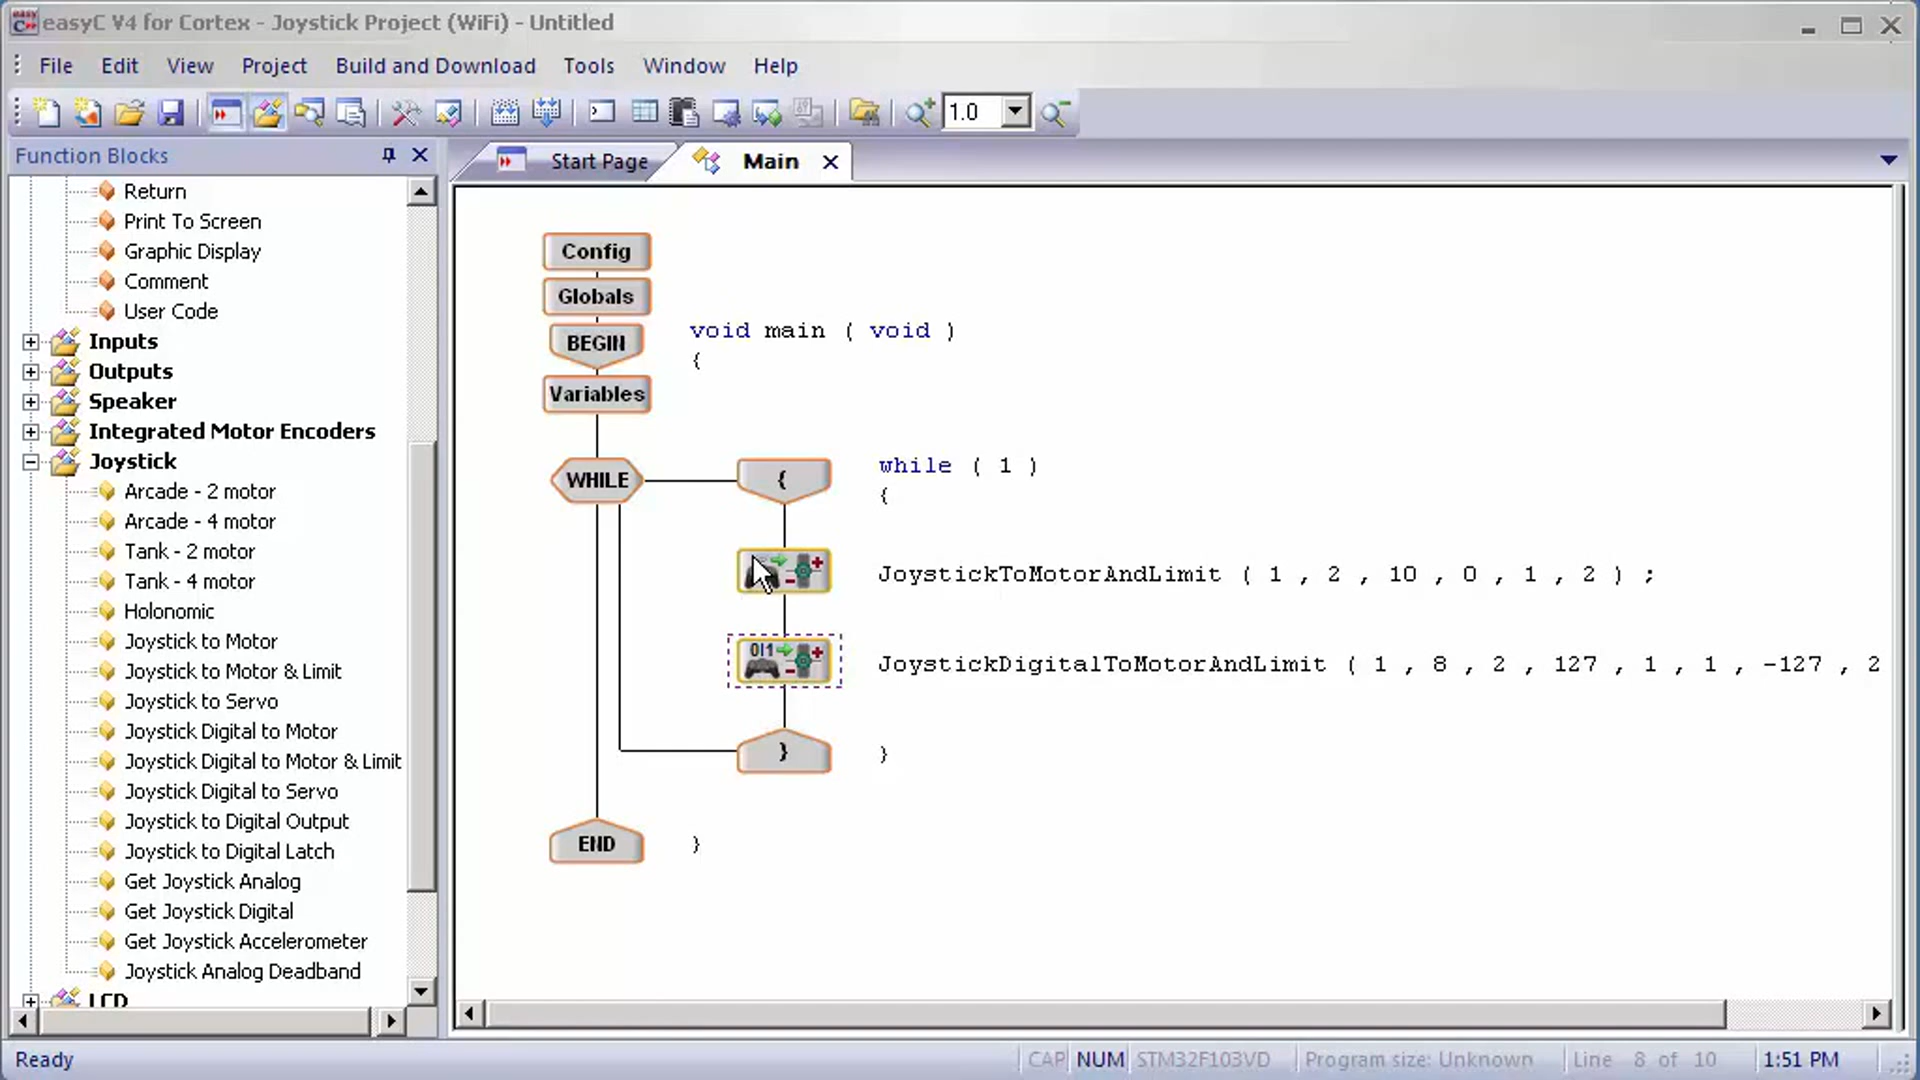 easyC V4 for Cortex - Joystick Project (WiFi) - Untitled
File Edit View Project Build and Download Tools Window Help
1.0
Function Blocks
Start Page
Main
Return
Print To Screen
Graphic Display
Comment
User Code
Inputs
Outputs
Speaker
Integrated Motor Encoders
Joystick
Arcade - 2 motor
Arcade - 4 motor
Tank - 2 motor
Tank - 4 motor
Holonomic
Joystick to Motor
Joystick to Motor & Limit
Joystick to Servo
Joystick Digital to Motor
Joystick Digital to Motor & Limit
Joystick Digital to Servo
Joystick to Digital Output
Joystick to Digital Latch
Get Joystick Analog
Get Joystick Digital
Get Joystick Accelerometer
Joystick Analog Deadband
LCD
Config
Globals
BEGIN
void main ( void )
{
Variables
WHILE
{
while ( 1 )
{
JoystickToMotorAndLimit ( 1 , 2 , 10 , 0 , 1 , 2 ) ;
0|1
JoystickDigitalToMotorAndLimit ( 1 , 8 , 2 , 127 , 1 , 1 , -127 , 2
}
}
END
}
Ready
CAP NUM STM32F103VD Program size: Unknown Line 8 of 10 1:51 PM